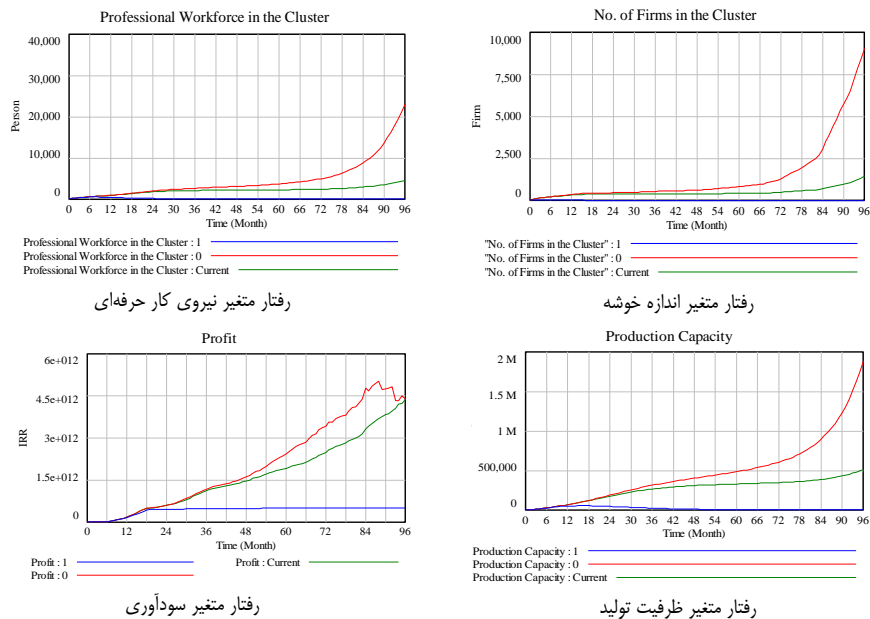 Professional Workforce in the Cluster
40,000
30,000
20,000
10,000
0
Person
0 6 12 18 24 30 36 42 48 54 60 66 72 78 84 90 96
Time (Month)
Professional Workforce in the Cluster : 1
Professional Workforce in the Cluster : 0
Professional Workforce in the Cluster : Current
رفتار متغیر نیروی کار حرفه‌ای
No. of Firms in the Cluster
10,000
7,500
5,000
2,500
0
Firm
0 6 12 18 24 30 36 42 48 54 60 66 72 78 84 90 96
Time (Month)
"No. of Firms in the Cluster" : 1
"No. of Firms in the Cluster" : 0
"No. of Firms in the Cluster" : Current
رفتار متغیر اندازه خوشه
Profit
6e+012
4.5e+012
3e+012
1.5e+012
0
IRR
0 12 24 36 48 60 72 84 96
Time (Month)
Profit : 1
Profit : Current
Profit : 0
رفتار متغیر سودآوری
Production Capacity
2 M
1.5 M
1 M
500,000
0
0 6 12 18 24 30 36 42 48 54 60 66 72 78 84 90 96
Time (Month)
Production Capacity : 1
Production Capacity : 0
Production Capacity : Current
رفتار متغیر ظرفیت تولید